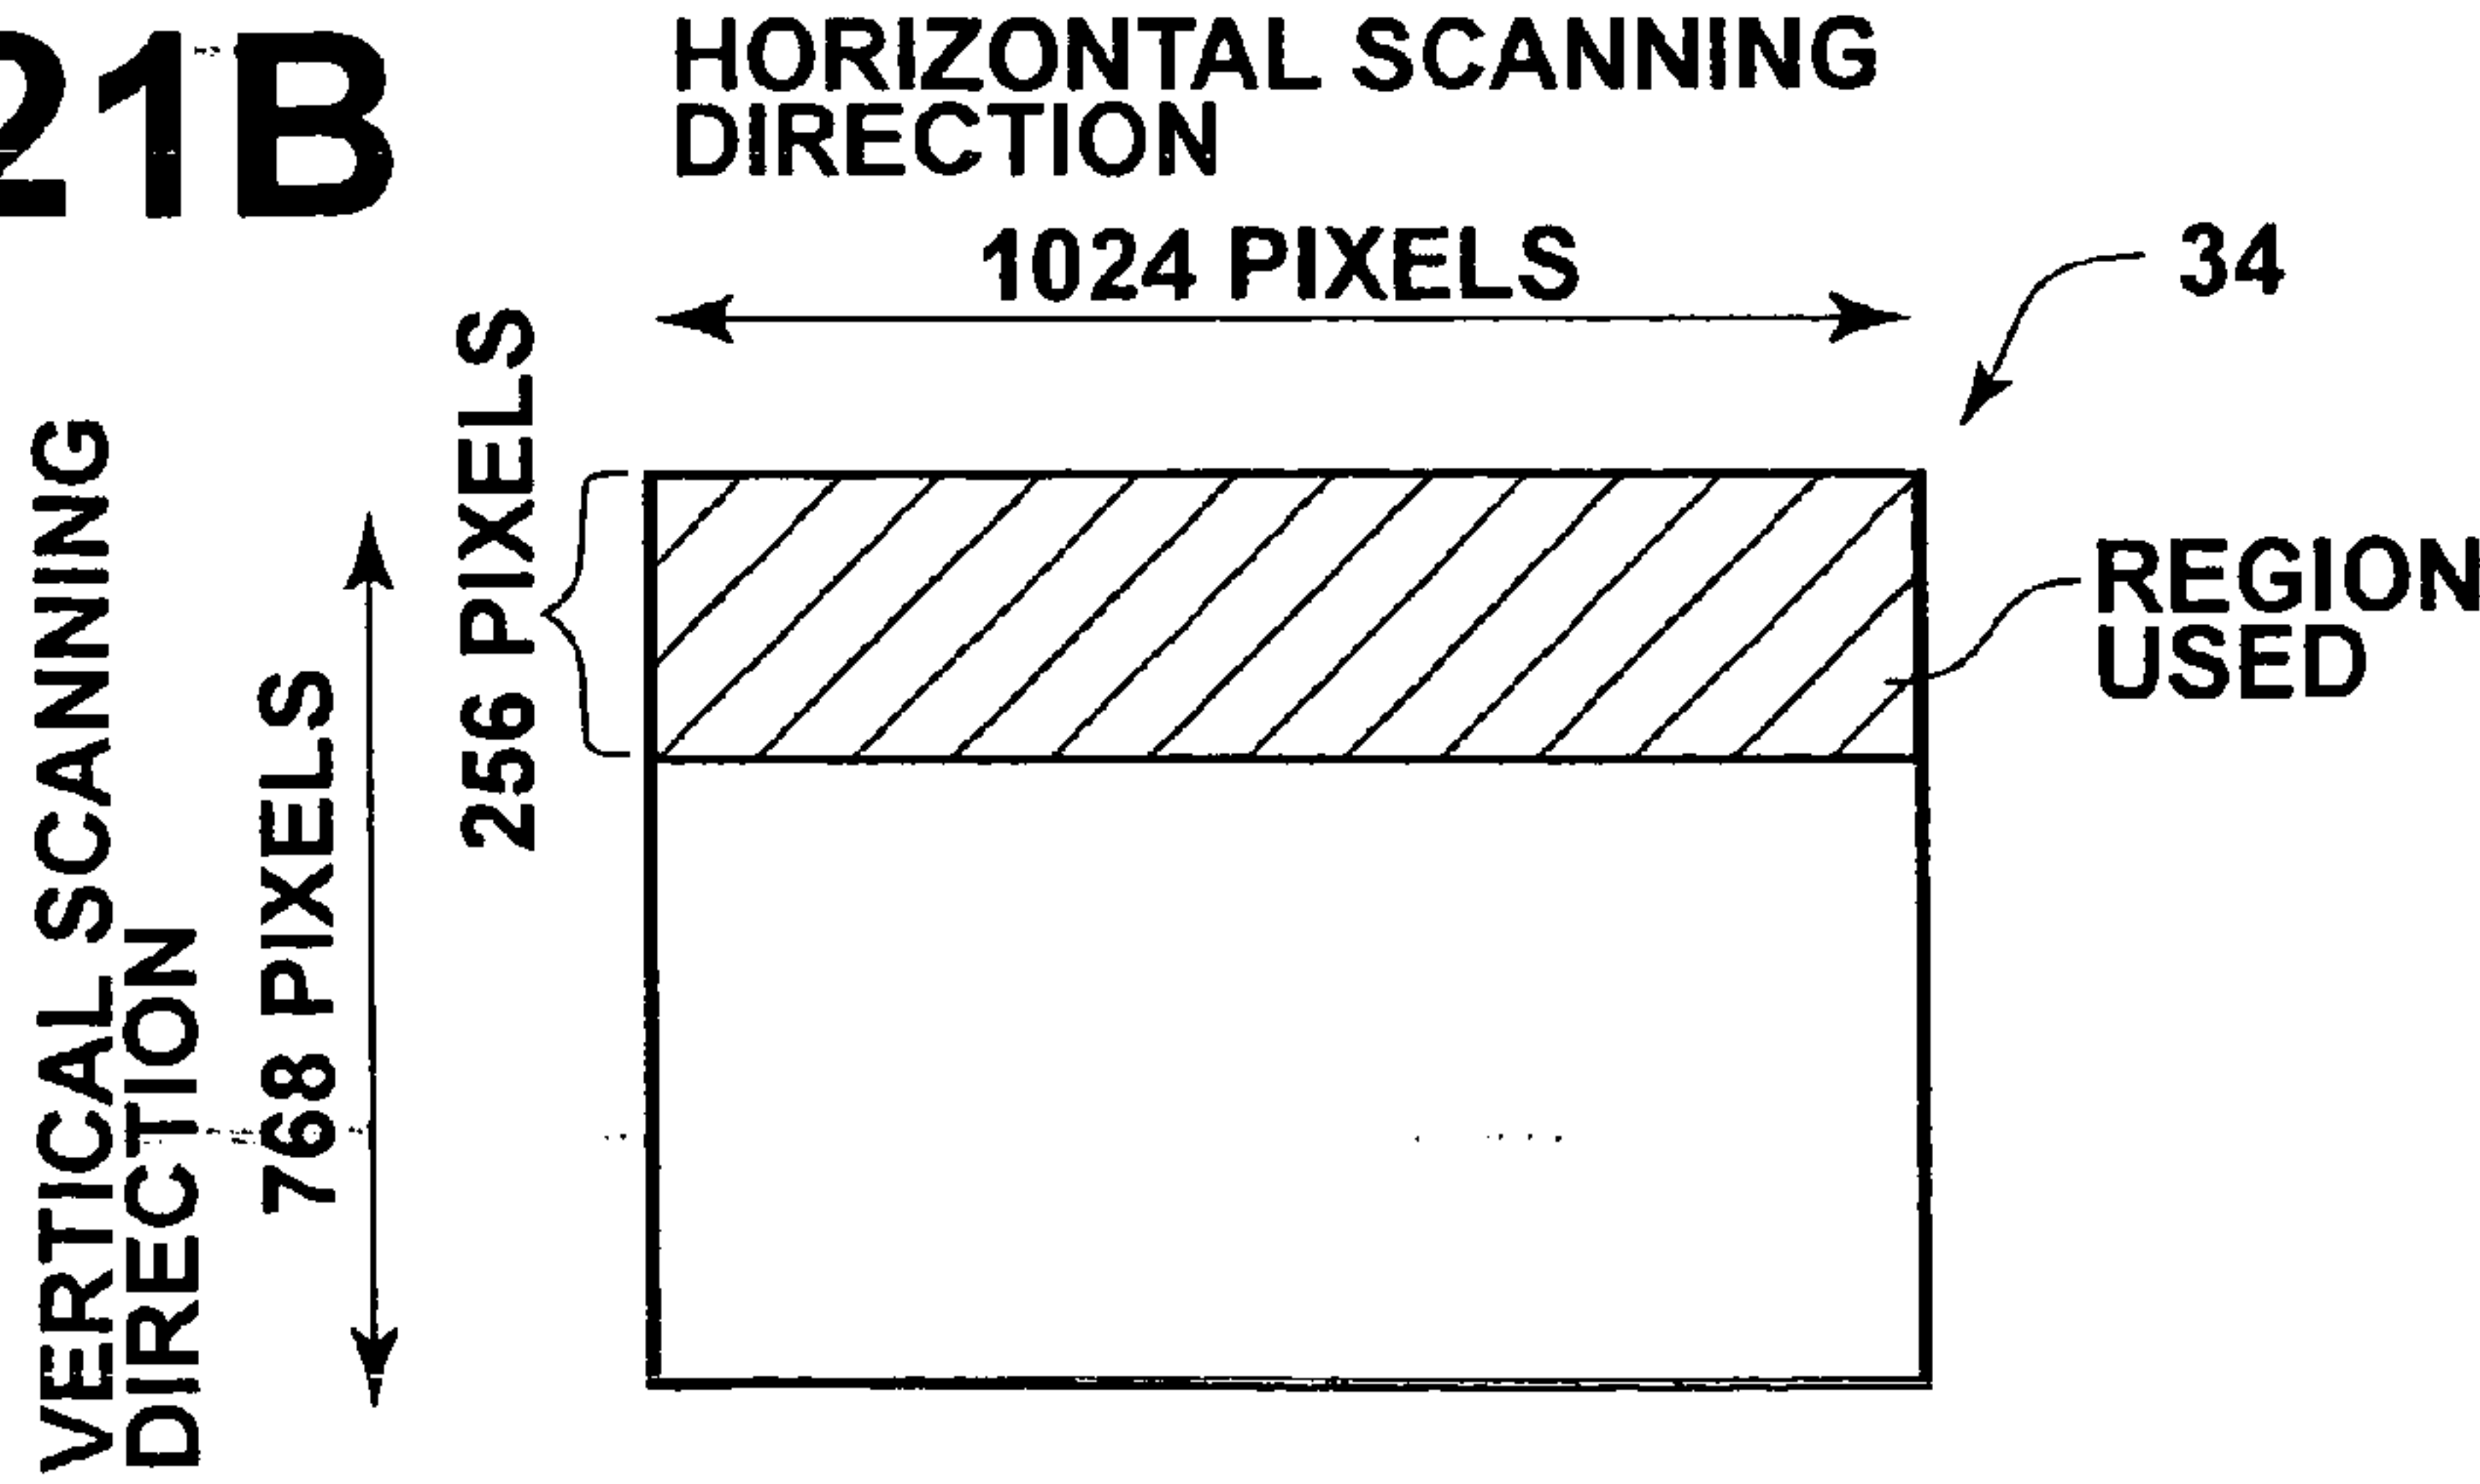 21B
HORIZONTAL SCANNING
DIRECTION
1024 PIXELS
34
256 PIXELS
VERTICAL SCANNING
DIRECTION
768 PIXELS
REGION
USED